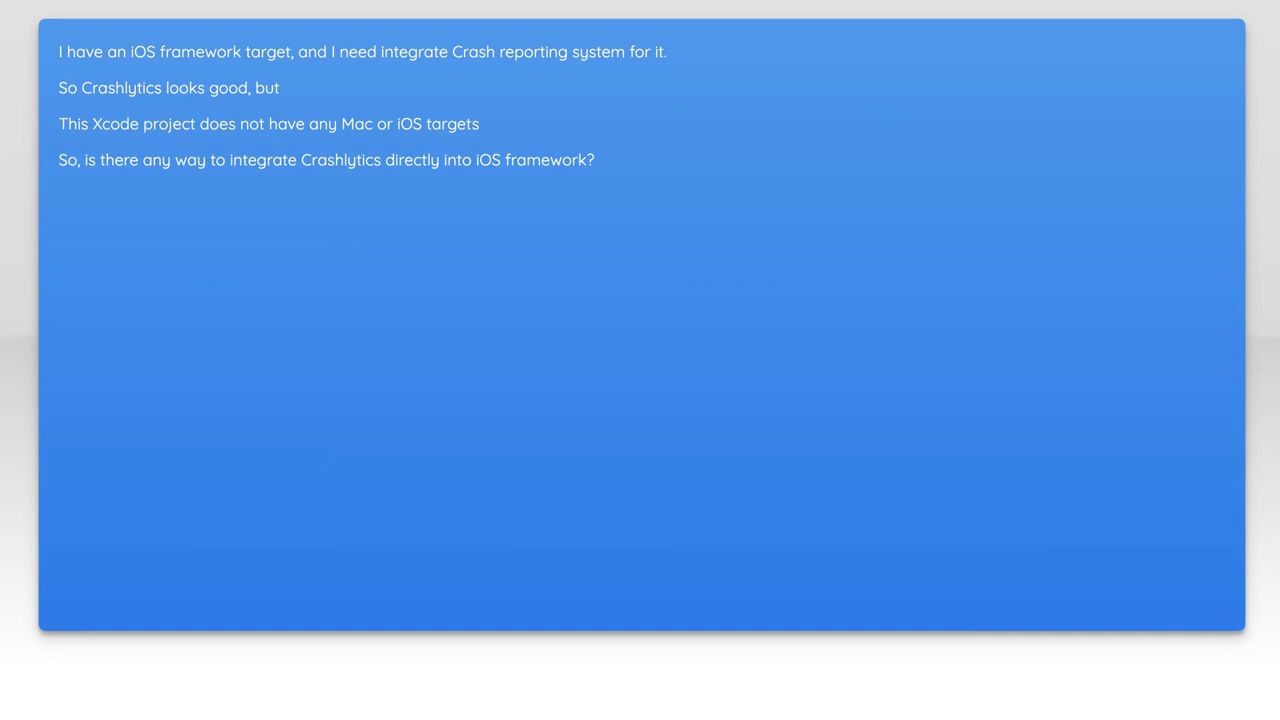 I have an iOS framework target, and I need integrate Crash reporting system for it.
So Crashlytics looks good, but
This Xcode project does not have any Mac or iOS targets
So, is there any way to integrate Crashlytics directly into iOS framework?